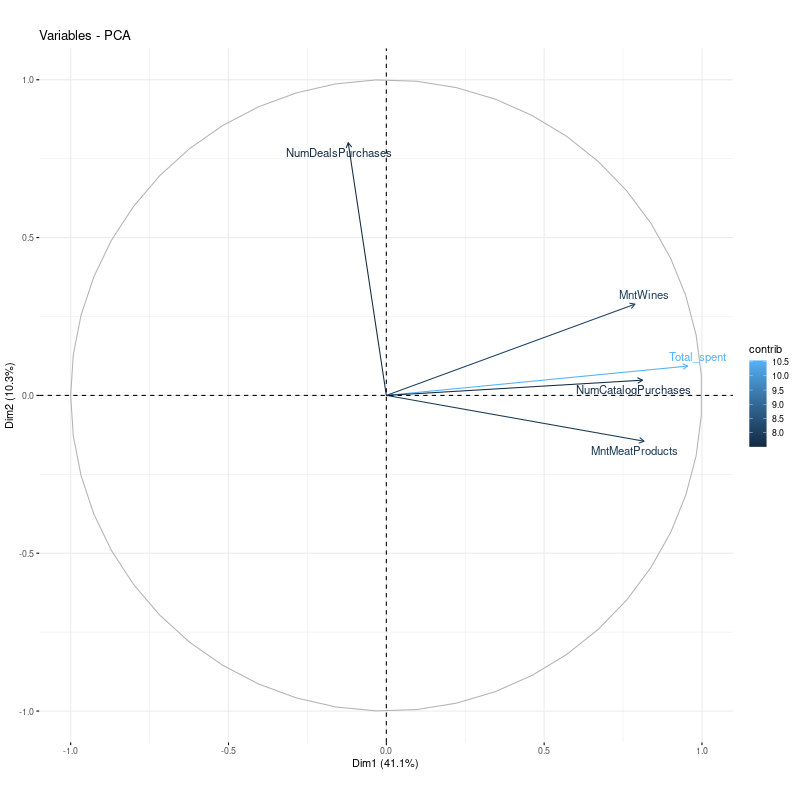 Variables - PCA
1.0
0.5
0.0
-0.5
-1.0
Dim2 (10.3%)
NumDealsPurchases
MntWines
Total_spent
NumCatalogPurchases
MntMeatProducts
-1.0
-0.5
0.0
0.5
1.0
Dim1 (41.1%)
contrib
10.5
10.0
9.5
9.0
8.5
8.0